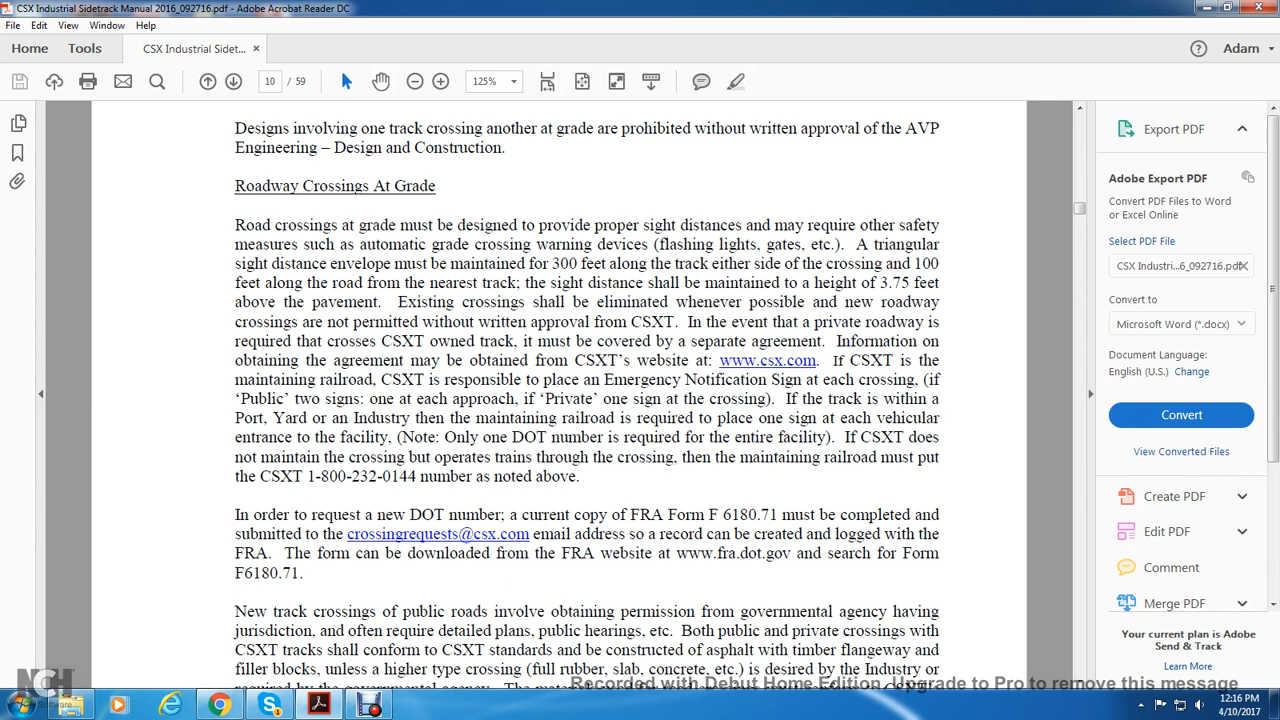 CSX Industrial Sidetrack Manual 2016_092716.pdf - Adobe Acrobat Reader DC
File Edit View Window Help
Home Tools CSX Industrial Sidet... × Adam
10 / 59 125%
Designs involving one track crossing another at grade are prohibited without written approval of the AVP
Engineering – Design and Construction.
Roadway Crossings At Grade
Road crossings at grade must be designed to provide proper sight distances and may require other safety
measures such as automatic grade crossing warning devices (flashing lights, gates, etc.). A triangular
sight distance envelope must be maintained for 300 feet along the track either side of the crossing and 100
feet along the road from the nearest track; the sight distance shall be maintained to a height of 3.75 feet
above the pavement. Existing crossings shall be eliminated whenever possible and new roadway
crossings are not permitted without written approval from CSXT. In the event that a private roadway is
required that crosses CSXT owned track, it must be covered by a separate agreement. Information on
obtaining the agreement may be obtained from CSXT's website at: www.csx.com. If CSXT is the
maintaining railroad, CSXT is responsible to place an Emergency Notification Sign at each crossing, (if
‘Public’ two signs: one at each approach, if ‘Private’ one sign at the crossing). If the track is within a
Port, Yard or an Industry then the maintaining railroad is required to place one sign at each vehicular
entrance to the facility, (Note: Only one DOT number is required for the entire facility). If CSXT does
not maintain the crossing but operates trains through the crossing, then the maintaining railroad must put
the CSXT 1-800-232-0144 number as noted above.
In order to request a new DOT number; a current copy of FRA Form F 6180.71 must be completed and
submitted to the crossingrequests@csx.com email address so a record can be created and logged with the
FRA. The form can be downloaded from the FRA website at www.fra.dot.gov and search for Form
F6180.71.
New track crossings of public roads involve obtaining permission from governmental agency having
jurisdiction, and often require detailed plans, public hearings, etc. Both public and private crossings with
CSXT tracks shall conform to CSXT standards and be constructed of asphalt with timber flangeway and
filler blocks, unless a higher type crossing (full rubber, slab, concrete, etc.) is desired by the Industry or
Export PDF
Adobe Export PDF
Convert PDF Files to Word
or Excel Online
Select PDF File
CSX Industri...6_092716.pdf
Convert to
Microsoft Word (*.docx)
Document Language:
English (U.S.) Change
Convert
View Converted Files
Create PDF
Edit PDF
Comment
Merge PDF
Your current plan is Adobe
Send & Track
Learn More
NCH Software
Recorded with Debut Home Edition. Upgrade to Pro to remove this message
12:16 PM
4/10/2017